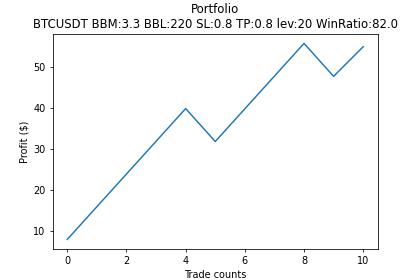 Portfolio
BTCUSDT BBM:3.3 BBL:220 SL:0.8 TP:0.8 lev:20 WinRatio:82.0
50
40
30
20
10
Profit ($)
0 2 4 6 8 10
Trade counts